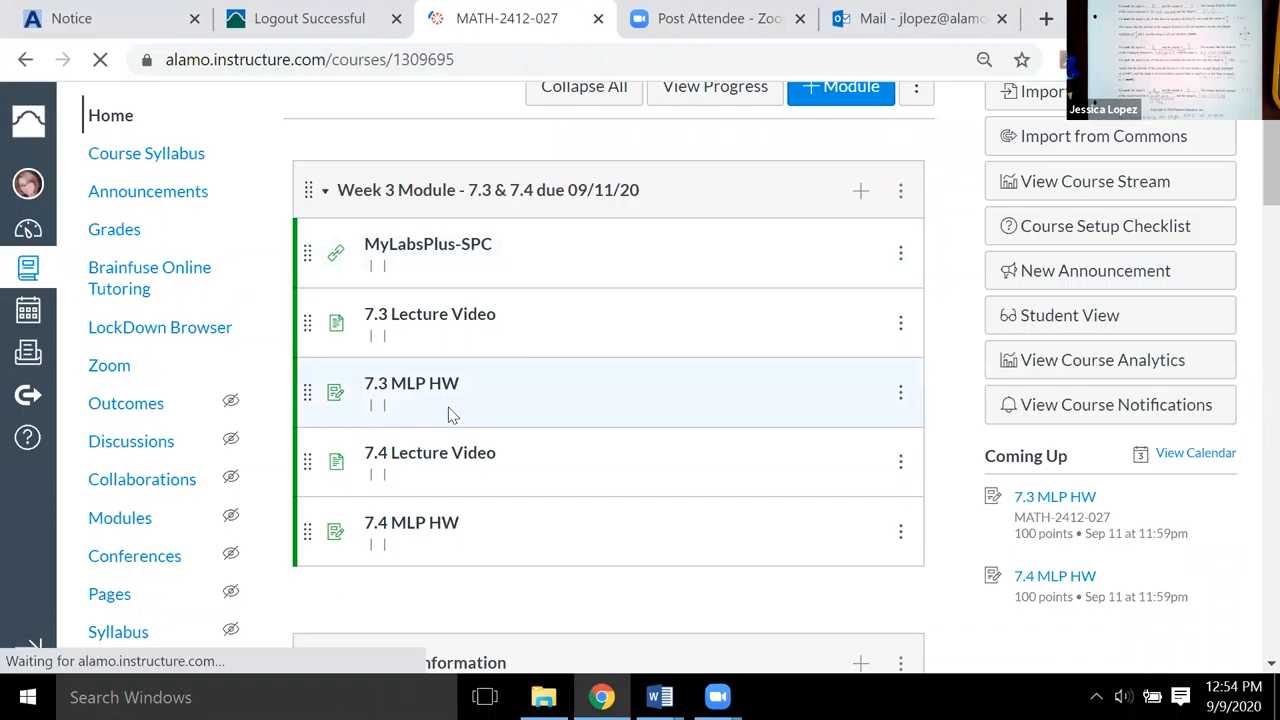 Notice
Logout Successful
MATH-2412-027
Post Attendee - Zoo
Mail - jlopez@alamo
alamo.instructure.com/courses/1309695
Jessica Lopez
Home
Course Syllabus
Announcements
Grades
Brainfuse Online
Tutoring
LockDown Browser
Zoom
Outcomes
Discussions
Collaborations
Modules
Conferences
Pages
Syllabus
Collapse All
View Progress
+ Module
Week 3 Module - 7.3 & 7.4 due 09/11/20
MyLabsPlus-SPC
7.3 Lecture Video
7.3 MLP HW
7.4 Lecture Video
7.4 MLP HW
nformation
Impor
Import from Commons
View Course Stream
Course Setup Checklist
New Announcement
Student View
View Course Analytics
View Course Notifications
Coming Up
3
View Calendar
7.3 MLP HW
MATH-2412-027
100 points • Sep 11 at 11:59pm
7.4 MLP HW
100 points • Sep 11 at 11:59pm
Waiting for alamo.instructure.com...
Search Windows
12:54 PM
9/9/2020